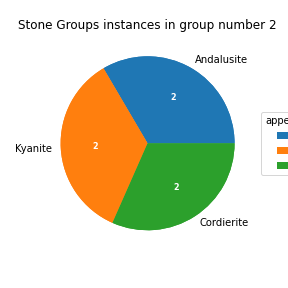 Stone Groups instances in group number 2
Andalusite
2
appe
Kyanite
2
2
Cordierite